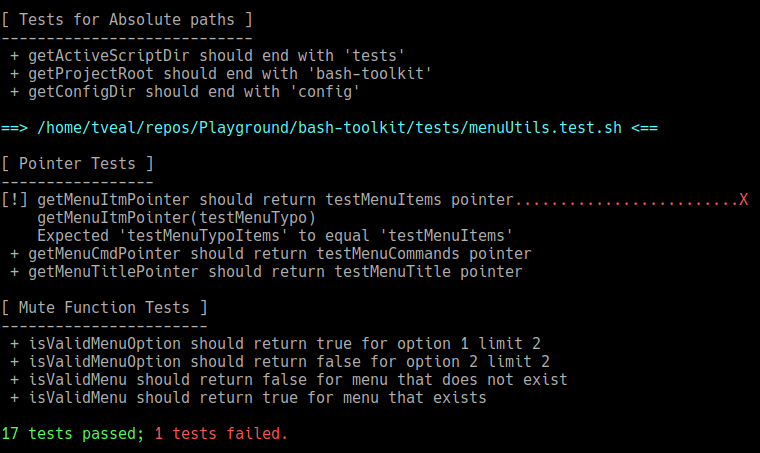 [ Tests for Absolute paths ]
----------------------------
 + getActiveScriptDir should end with 'tests'
 + getProjectRoot should end with 'bash-toolkit'
 + getConfigDir should end with 'config'

==> /home/tveal/repos/Playground/bash-toolkit/tests/menuUtils.test.sh <==

[ Pointer Tests ]
-----------------
[!] getMenuItmPointer should return testMenuItems pointer.........................X
    getMenuItmPointer(testMenuTypo)
    Expected 'testMenuTypoItems' to equal 'testMenuItems'
 + getMenuCmdPointer should return testMenuCommands pointer
 + getMenuTitlePointer should return testMenuTitle pointer

[ Mute Function Tests ]
-----------------------
 + isValidMenuOption should return true for option 1 limit 2
 + isValidMenuOption should return false for option 2 limit 2
 + isValidMenu should return false for menu that does not exist
 + isValidMenu should return true for menu that exists

17 tests passed; 1 tests failed.